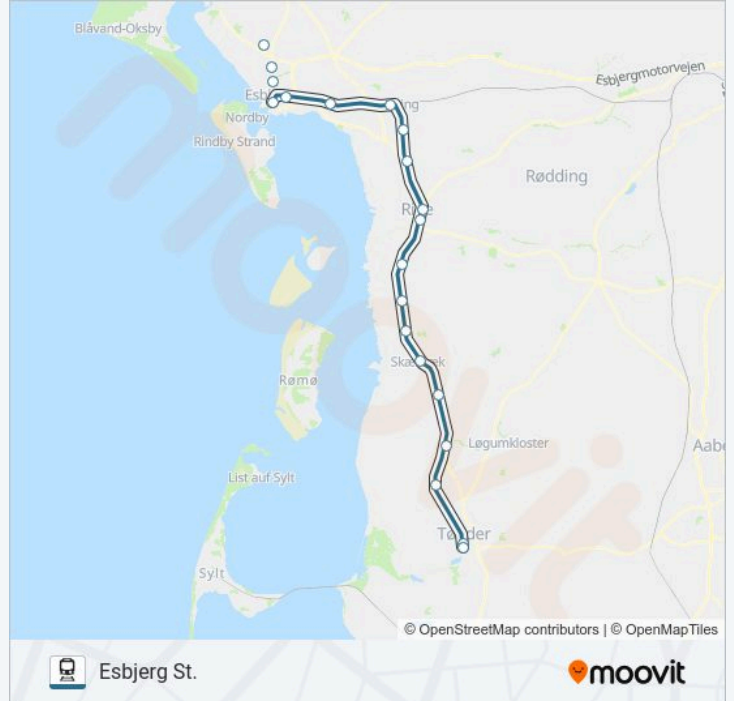 Blåvand-Oksby
Esbjergmotorvejen
Nordby
Rindby Strand
Rødding
Rømø
Løgumkloster
List auf Sylt
Sylt
moovit
© OpenStreetMap contributors | © OpenMapTiles
Esbjerg St.
moovit